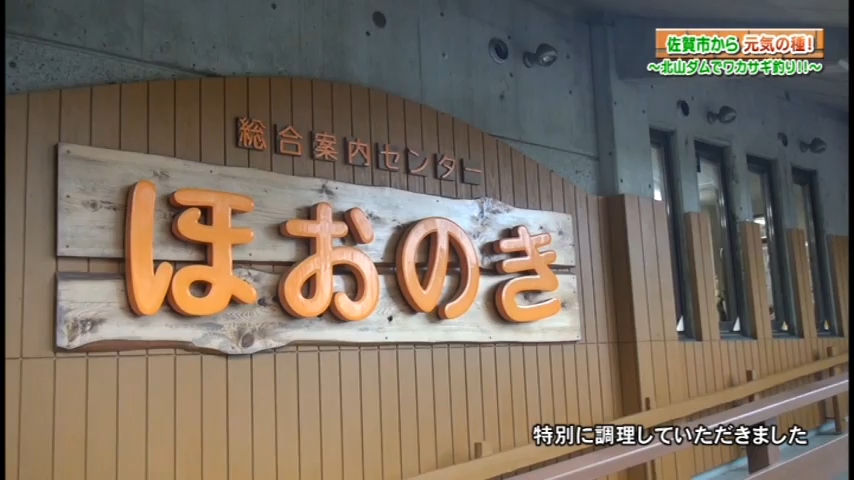 佐賀市から 元気の種!
～北山ダムでワカサギ釣り!!～
総合案内センター
ほおのき
特別に調理していただきました